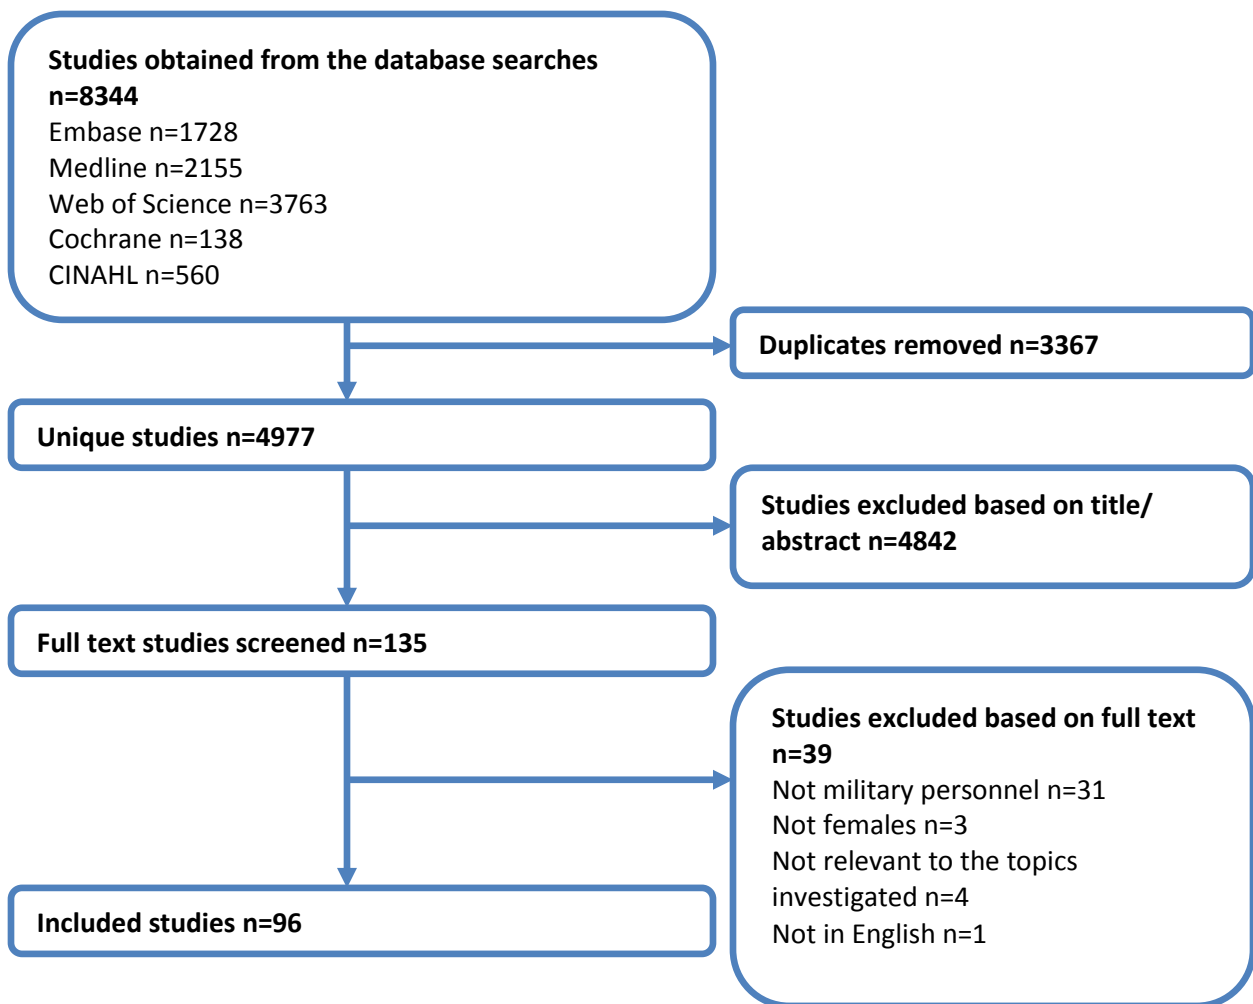 Studies obtained from the database searches
n=8344
Embase n=1728
Medline n=2155
Web of Science n=3763
Cochrane n=138
CINAHL n=560
Duplicates removed n=3367
Unique studies n=4977
Studies excluded based on title/
abstract n=4842
Full text studies screened n=135
Studies excluded based on full text
n=39
Not military personnel n=31
Not females n=3
Not relevant to the topics
investigated n=4
Not in English n=1
Included studies n=96